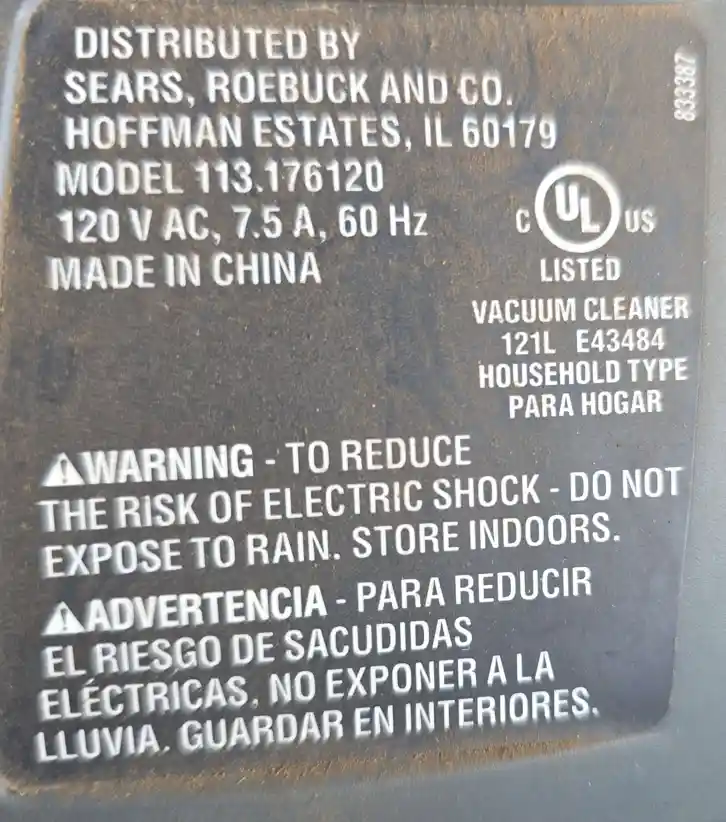 DISTRIBUTED BY
SEARS, ROEBUCK AND CO.
HOFFMAN ESTATES, IL 60179
MODEL 113.176120
120 V AC, 7.5 A, 60 Hz
MADE IN CHINA
833387
C UL US
LISTED
VACUUM CLEANER
121L E43484
HOUSEHOLD TYPE
PARA HOGAR
⚠WARNING - TO REDUCE
THE RISK OF ELECTRIC SHOCK - DO NOT
EXPOSE TO RAIN. STORE INDOORS.
⚠ADVERTENCIA - PARA REDUCIR
EL RIESGO DE SACUDIDAS
ELÉCTRICAS, NO EXPONER A LA
LLUVIA. GUARDAR EN INTERIORES.